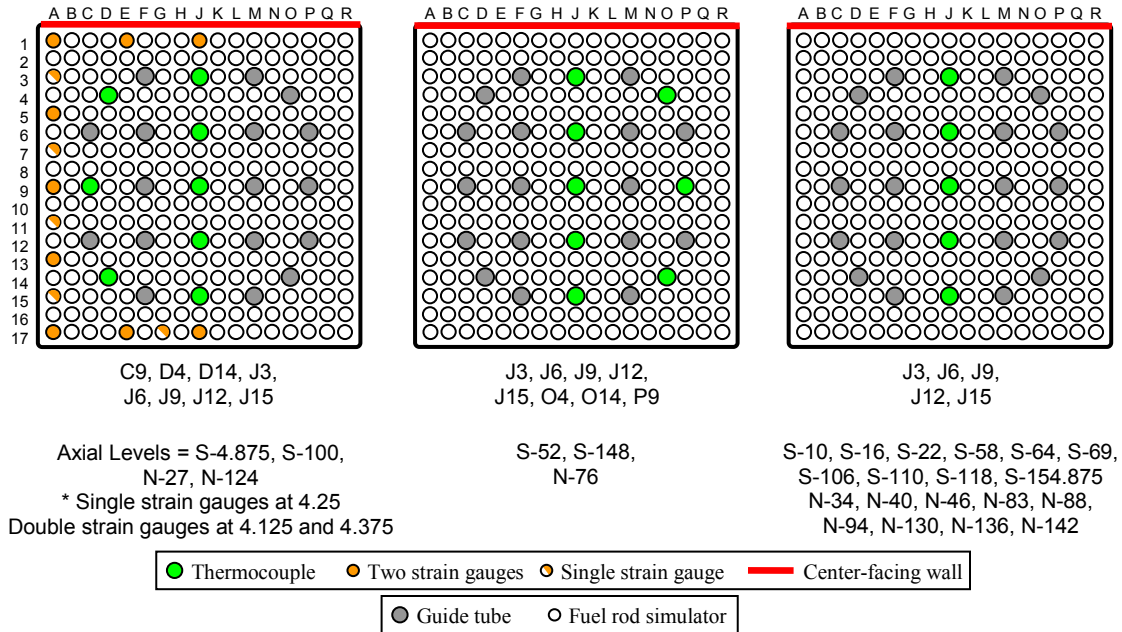 A B C D E F G H J K L M N O P Q R
A B C D E F G H J K L M N O P Q R
A B C D E F G H J K L M N O P Q R
1
2
3
4
5
6
7
8
9
10
11
12
13
14
15
16
17
C9, D4, D14, J3,
J6, J9, J12, J15
J3, J6, J9, J12,
J15, O4, O14, P9
J3, J6, J9,
J12, J15
Axial Levels = S-4.875, S-100,
N-27, N-124
* Single strain gauges at 4.25
Double strain gauges at 4.125 and 4.375
S-52, S-148,
N-76
S-10, S-16, S-22, S-58, S-64, S-69,
S-106, S-110, S-118, S-154.875
N-34, N-40, N-46, N-83, N-88,
N-94, N-130, N-136, N-142
Thermocouple Two strain gauges Single strain gauge Center-facing wall
Guide tube Fuel rod simulator